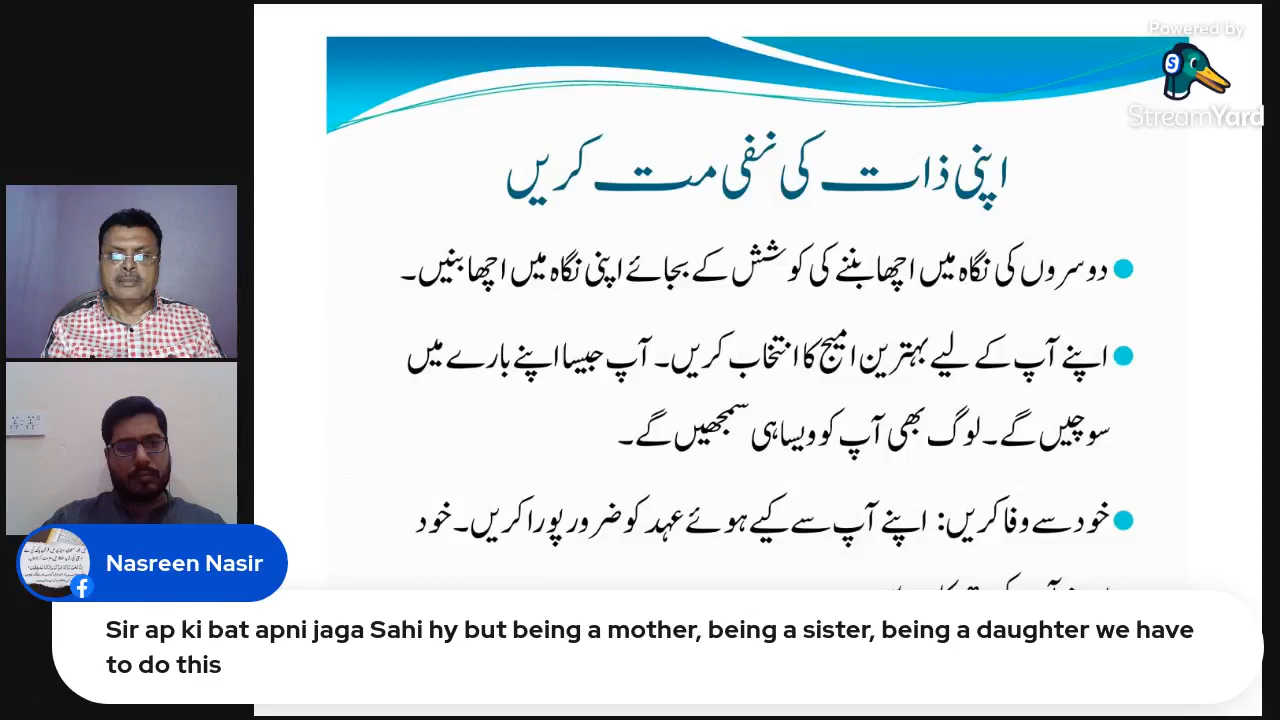 Powered by
StreamYard
اپنی ذات کی نفی مت کریں
دوسروں کی نگاہ میں اچھا بننے کی کوشش کے بجائے اپنی نگاہ میں اچھا بنیں۔
اپنے آپ کے لیے بہترین امیج کا انتخاب کریں۔ آپ جیسا اپنے بارے میں
سوچیں گے۔ لوگ بھی آپ کو ویسا ہی سمجھیں گے۔
خود سے وفا کریں: اپنے آپ سے کیے ہوئے عہد کو ضرور پورا کریں۔ خود
Nasreen Nasir
Sir ap ki bat apni jaga Sahi hy but being a mother, being a sister, being a daughter we have
to do this